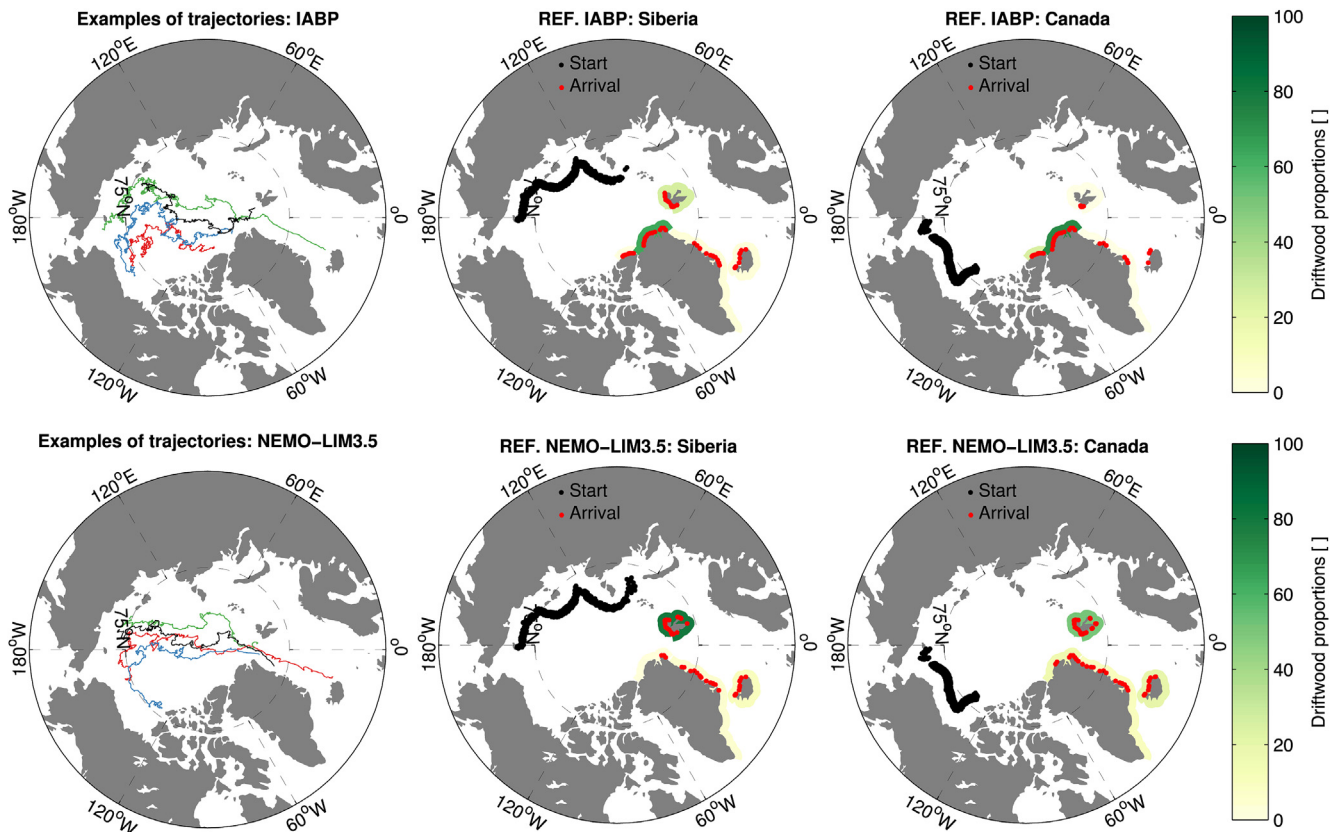 Examples of trajectories: IABP
120°E
60°E
180°W
75°N
0°
120°W
60°W
REF. IABP: Siberia
Start
Arrival
120°E
60°E
180°W
75°N
0°
120°W
60°W
REF. IABP: Canada
Start
Arrival
120°E
60°E
180°W
75°N
0°
120°W
60°W
100
80
60
40
20
0
Driftwood proportions [ ]
Examples of trajectories: NEMO−LIM3.5
120°E
60°E
180°W
75°N
0°
120°W
60°W
REF. NEMO−LIM3.5: Siberia
Start
Arrival
120°E
60°E
180°W
75°N
0°
120°W
60°W
REF. NEMO−LIM3.5: Canada
Start
Arrival
120°E
60°E
180°W
75°N
0°
120°W
60°W
100
80
60
40
20
0
Driftwood proportions [ ]